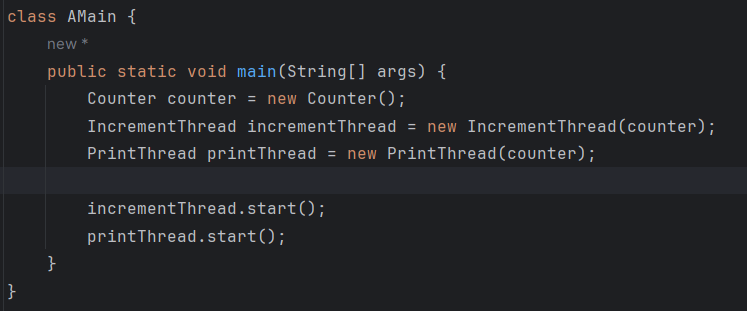 class AMain {
new *
public static void main(String[] args) {
Counter counter = new Counter();
IncrementThread incrementThread = new IncrementThread(counter);
PrintThread printThread = new PrintThread(counter);
incrementThread.start();
printThread.start();
}
}